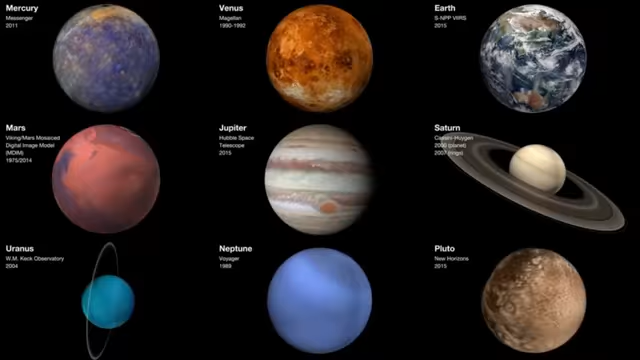 Mercury
Messenger
2011
Venus
Magellan
1990-1992
Earth
S-NPP VIIRS
2015
Mars
Viking/Mars Mosaiced
Digital Image Model
(MDIM)
1975/2014
Jupiter
Hubble Space
Telescope
2015
Saturn
2000 (planet)
2007 (rings)
Uranus
W.M. Keck Observatory
2004
Neptune
Voyager
1989
Pluto
New Horizons
2015